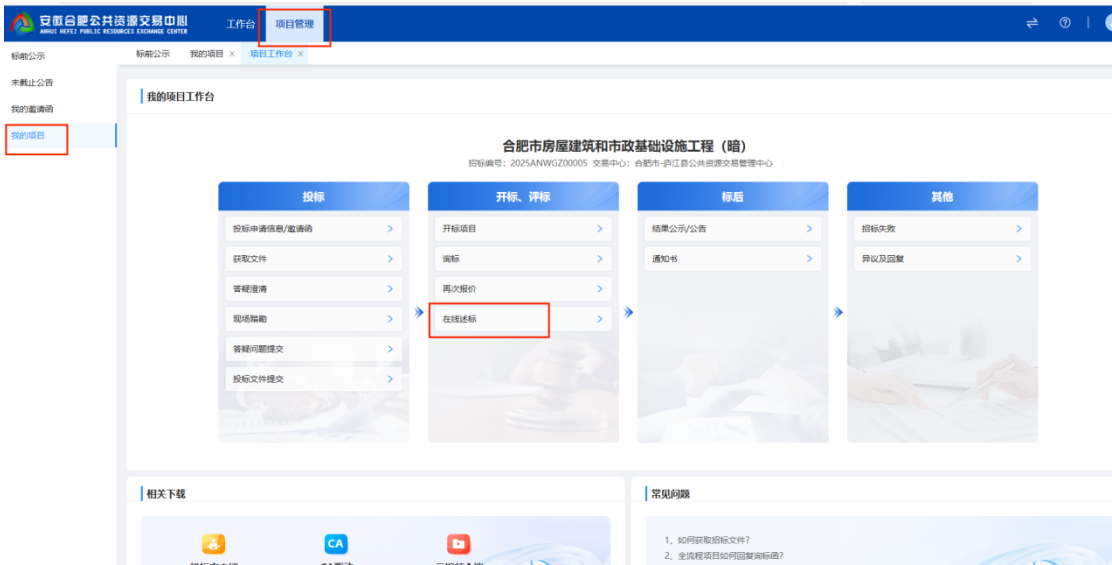 安徽合肥公共资源交易中心
ANHUI HEFEI PUBLIC RESOURCES EXCHANGE CENTER
工作台 项目管理
标前公示
未截止公告
我的邀请函
我的项目
标前公示 我的项目 × 项目工作台 ×
我的项目工作台
合肥市房屋建筑和市政基础设施工程（暗）
招标编号：2025ANWGZ00005 交易中心：合肥市-庐江县公共资源交易管理中心
投标
投标申请信息/邀请函
获取文件
答疑澄清
现场踏勘
答疑问题提交
投标文件提交
开标、评标
开标项目
询标
再次报价
在线述标
标后
结果公示/公告
通知书
其他
招标失败
异议及回复
相关下载
CA
常见问题
1、如何获取招标文件？
2、全流程项目如何回复询标函？